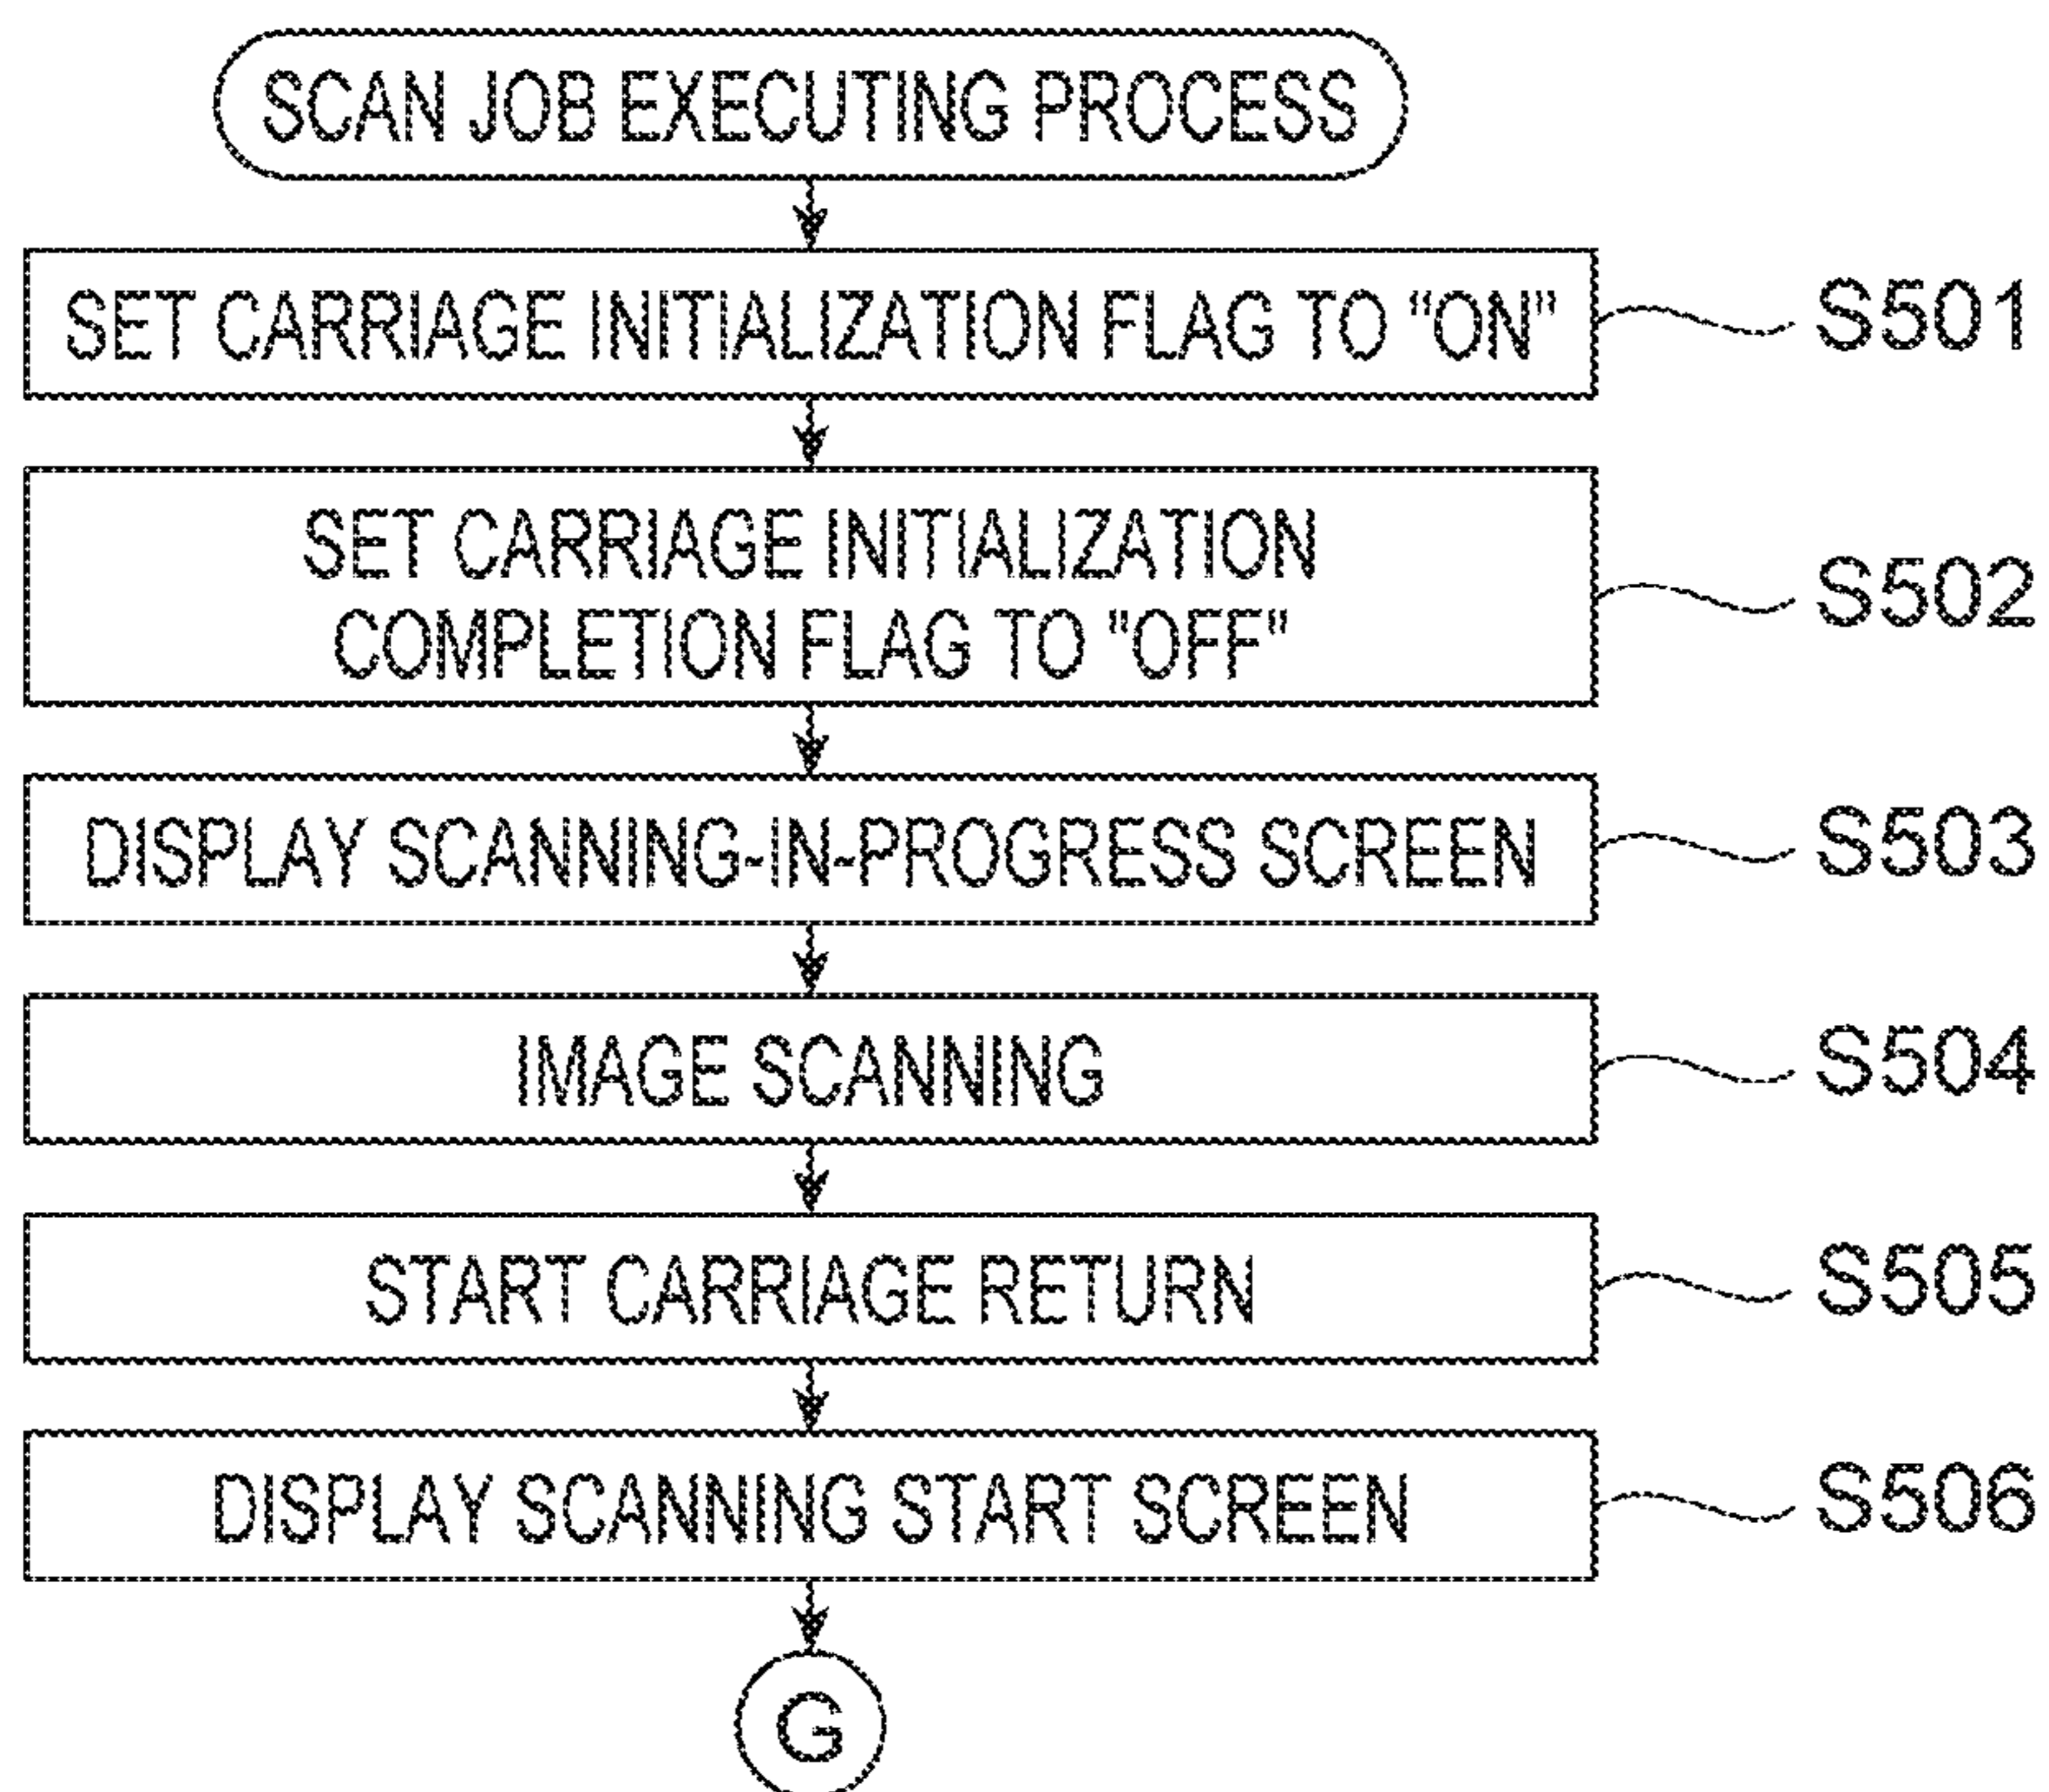 SCAN JOB EXECUTING PROCESS
SET CARRIAGE INITIALIZATION FLAG TO "ON"
S501
SET CARRIAGE INITIALIZATION
COMPLETION FLAG TO "OFF"
S502
DISPLAY SCANNING-IN-PROGRESS SCREEN
S503
IMAGE SCANNING
S504
START CARRIAGE RETURN
S505
DISPLAY SCANNING START SCREEN
S506
G